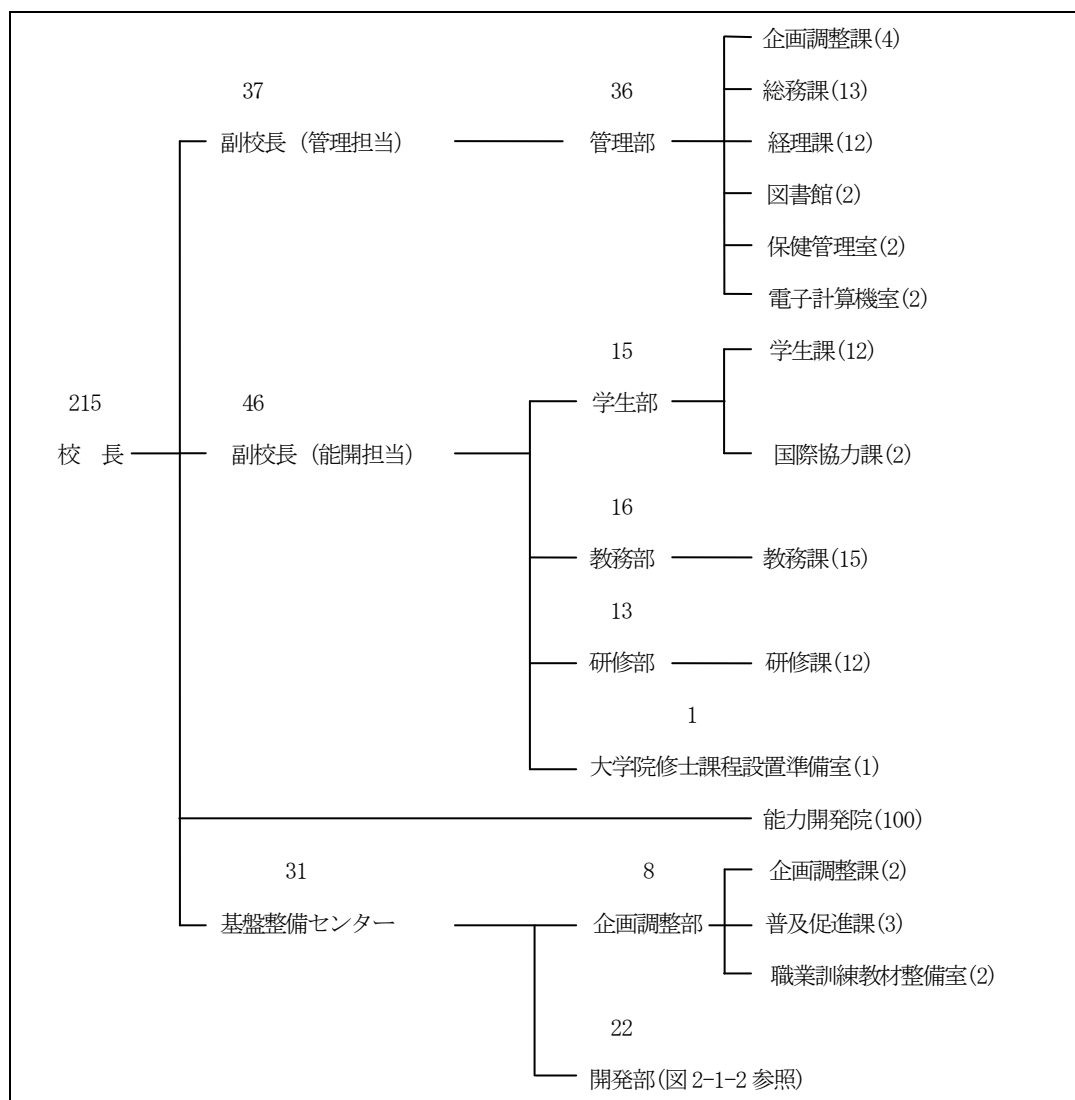 企画調整課(4)
37
36
総務課(13)
副校長（管理担当）
管理部
経理課(12)
図書館(2)
保健管理室(2)
電子計算機室(2)
15
学生課(12)
215
46
学生部
校　長
副校長（能開担当）
国際協力課(2)
16
教務部
教務課(15)
13
研修部
研修課(12)
1
大学院修士課程設置準備室(1)
能力開発院(100)
31
8
企画調整課(2)
基盤整備センター
企画調整部
普及促進課(3)
職業訓練教材整備室(2)
22
開発部(図 2-1-2 参照)